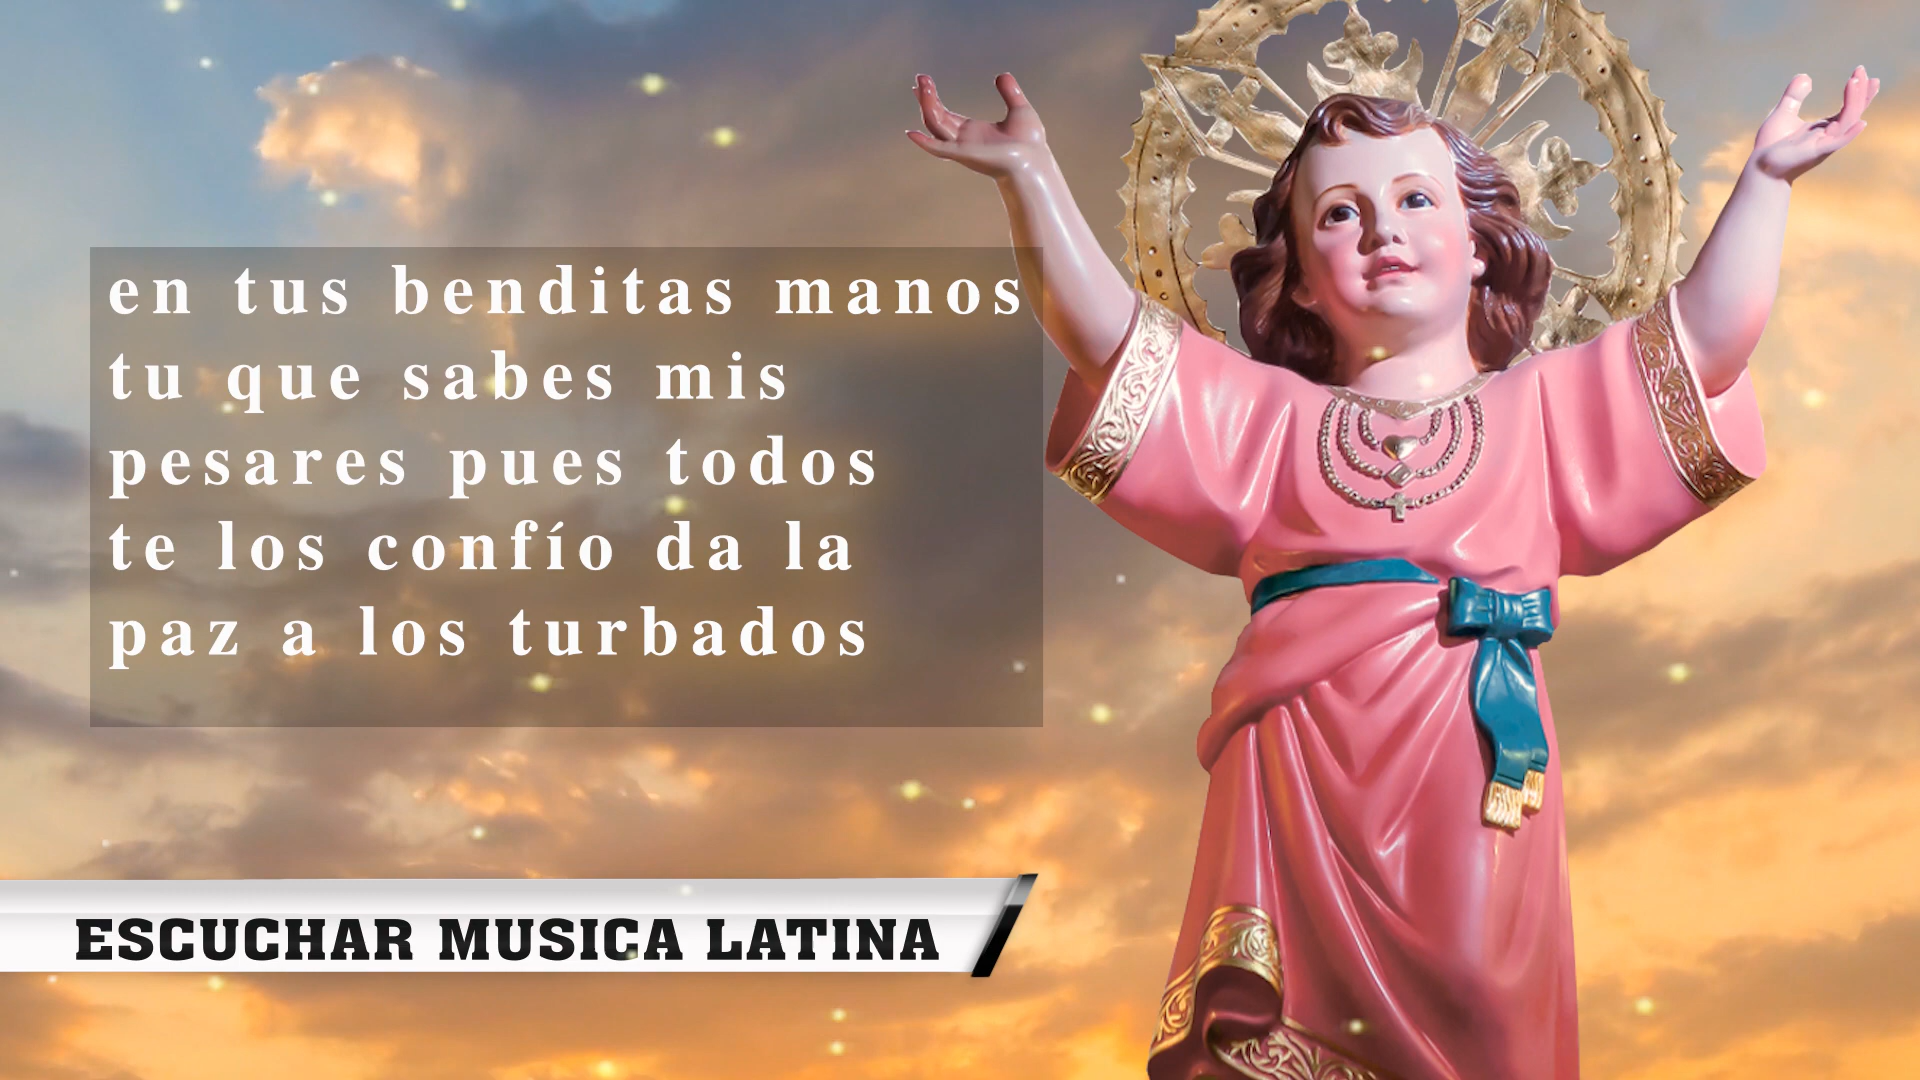 en tus benditas manos
tu que sabes mis
pesares pues todos
te los confío da la
paz a los turbados
ESCUCHAR MUSICA LATINA